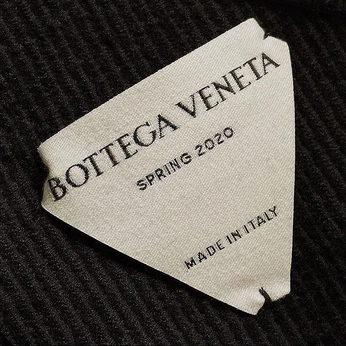 BOTTEGA VENETA
SPRING 2020
MADE IN ITALY